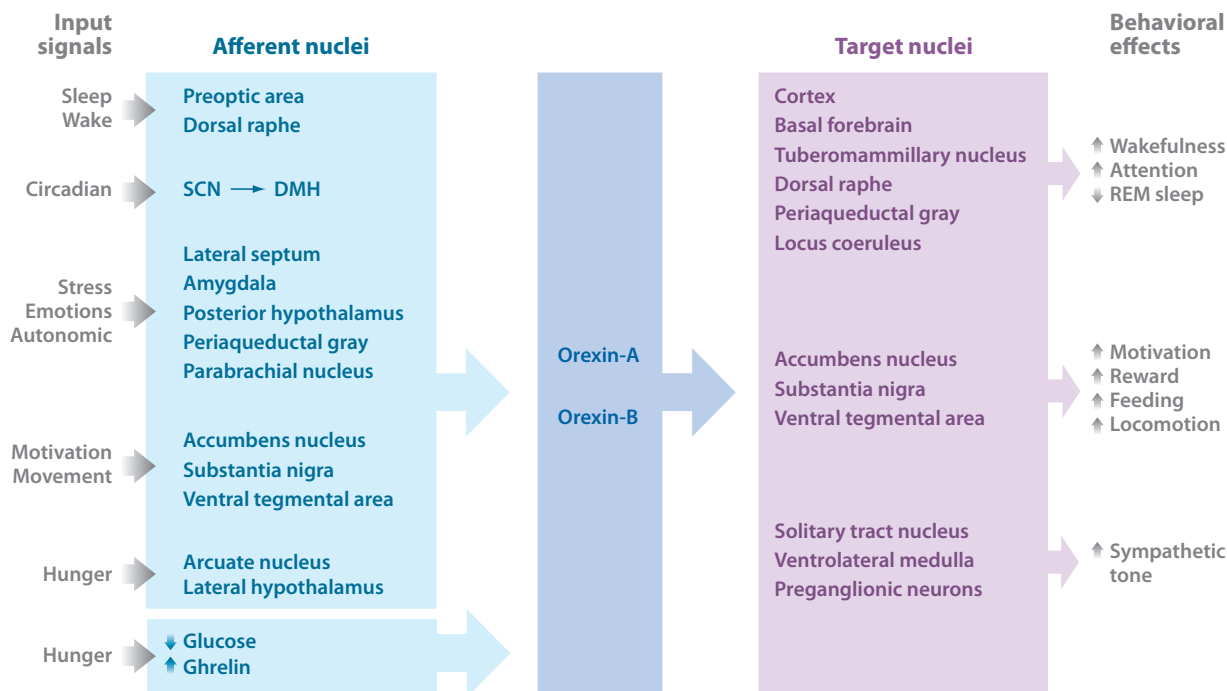 Input
signals
Afferent nuclei
Target nuclei
Behavioral
effects
Sleep
Wake
Preoptic area
Dorsal raphe
Circadian
SCN → DMH
Stress
Emotions
Autonomic
Lateral septum
Amygdala
Posterior hypothalamus
Periaqueductal gray
Parabrachial nucleus
Motivation
Movement
Accumbens nucleus
Substantia nigra
Ventral tegmental area
Hunger
Arcuate nucleus
Lateral hypothalamus
Hunger
Glucose
Ghrelin
Orexin-A
Orexin-B
Cortex
Basal forebrain
Tuberomammillary nucleus
Dorsal raphe
Periaqueductal gray
Locus coeruleus
Wakefulness
Attention
REM sleep
Accumbens nucleus
Substantia nigra
Ventral tegmental area
Motivation
Reward
Feeding
Locomotion
Solitary tract nucleus
Ventrolateral medulla
Preganglionic neurons
Sympathetic
tone